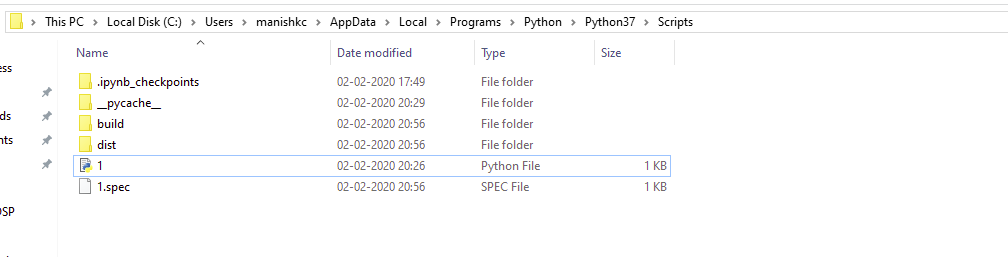 This PC > Local Disk (C:) > Users > manishkc > AppData > Local > Programs > Python > Python37 > Scripts
Name Date modified Type Size
.ipynb_checkpoints 02-02-2020 17:49 File folder
ess
__pycache__ 02-02-2020 20:29 File folder
ds
build 02-02-2020 20:56 File folder
nts
dist 02-02-2020 20:56 File folder
1 02-02-2020 20:26 Python File 1 KB
1.spec 02-02-2020 20:56 SPEC File 1 KB
OSP